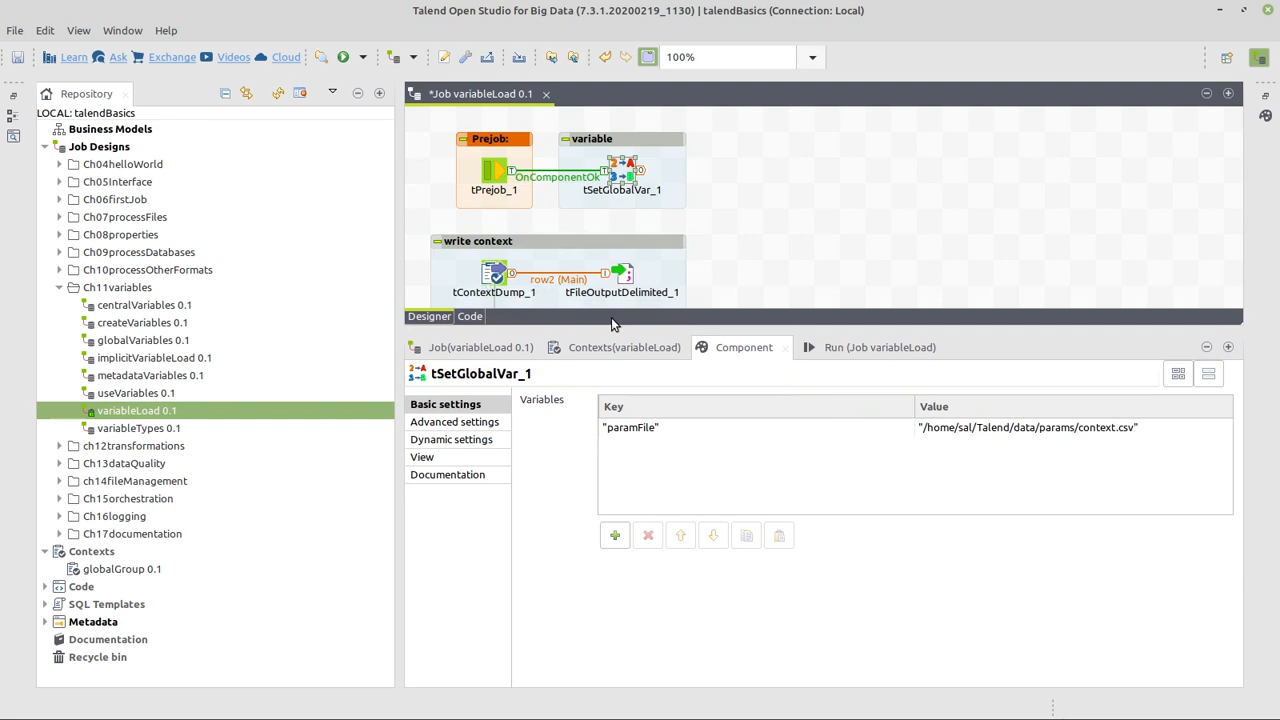 Talend Open Studio for Big Data (7.3.1.20200219_1130) | talendBasics (Connection: Local)
File Edit View Window Help
Learn Ask Exchange Videos Cloud 100%
Repository
LOCAL: talendBasics
Business Models
Job Designs
Ch04helloWorld
Ch05Interface
Ch06firstJob
Ch07processFiles
Ch08properties
Ch09processDatabases
Ch10processOtherFormats
Ch11variables
centralVariables 0.1
createVariables 0.1
globalVariables 0.1
implicitVariableLoad 0.1
metadataVariables 0.1
useVariables 0.1
variableLoad 0.1
variableTypes 0.1
ch12transformations
Ch13dataQuality
ch14fileManagement
Ch15orchestration
Ch16logging
Ch17documentation
Contexts
globalGroup 0.1
Code
SQL Templates
Metadata
Documentation
Recycle bin
*Job variableLoad 0.1
Prejob: variable
OnComponentOk
tPrejob_1 tSetGlobalVar_1
write context
row2 (Main)
tContextDump_1 tFileOutputDelimited_1
Designer Code
Job(variableLoad 0.1) Contexts(variableLoad) Component Run (Job variableLoad)
tSetGlobalVar_1
Basic settings
Advanced settings
Dynamic settings
View
Documentation
Variables
Key Value
"paramFile" "/home/sal/Talend/data/params/context.csv"